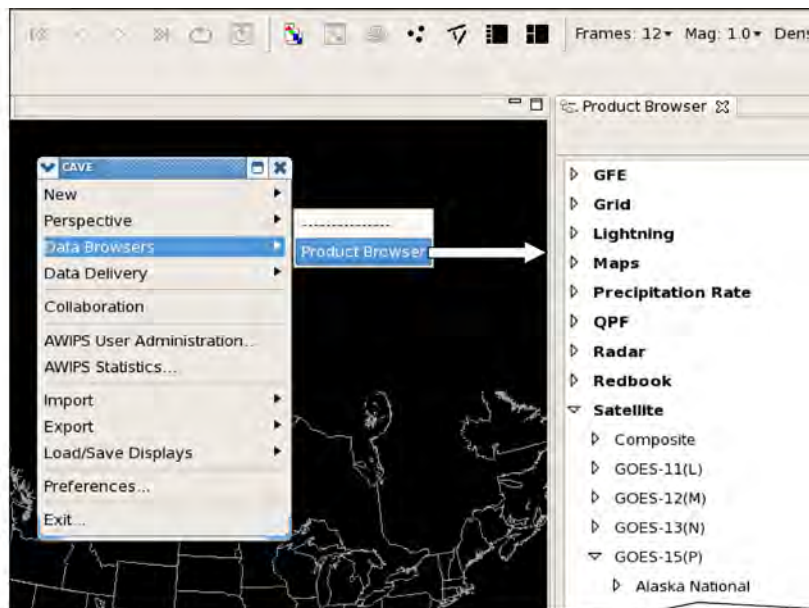 Frames: 12 Mag: 1.0 Dens
Product Browser
CAVE
New
Perspective
Data Browsers
Data Delivery
Collaboration
AWIPS User Administration...
AWIPS Statistics...
Import
Export
Load/Save Displays
Preferences...
Exit...
----------------
Product Browser
GFE
Grid
Lightning
Maps
Precipitation Rate
QPF
Radar
Redbook
Satellite
Composite
GOES-11(L)
GOES-12(M)
GOES-13(N)
GOES-15(P)
Alaska National